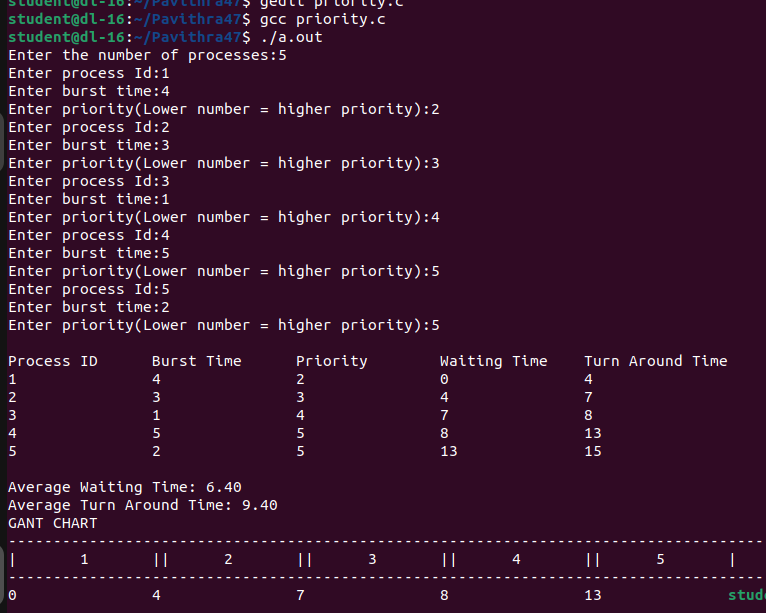 student@dl-16:~/Pavithra47$ gedit priority.c
student@dl-16:~/Pavithra47$ gcc priority.c
student@dl-16:~/Pavithra47$ ./a.out
Enter the number of processes:5
Enter process Id:1
Enter burst time:4
Enter priority(Lower number = higher priority):2
Enter process Id:2
Enter burst time:3
Enter priority(Lower number = higher priority):3
Enter process Id:3
Enter burst time:1
Enter priority(Lower number = higher priority):4
Enter process Id:4
Enter burst time:5
Enter priority(Lower number = higher priority):5
Enter process Id:5
Enter burst time:2
Enter priority(Lower number = higher priority):5
Process ID Burst Time Priority Waiting Time Turn Around Time
1 4 2 0 4
2 3 3 4 7
3 1 4 7 8
4 5 5 8 13
5 2 5 13 15
Average Waiting Time: 6.40
Average Turn Around Time: 9.40
GANT CHART
-------------------------------------------------------------------------------------
| 1 || 2 || 3 || 4 || 5 |
-------------------------------------------------------------------------------------
0 4 7 8 13 stud